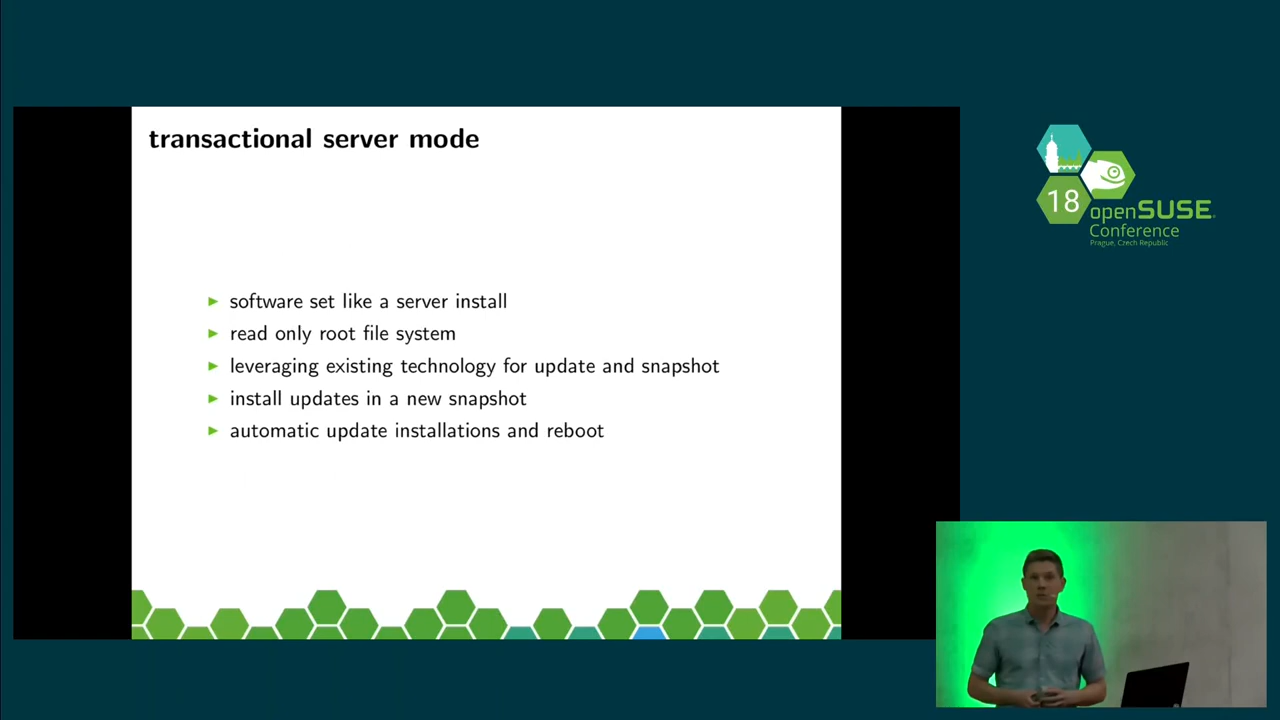 transactional server mode
software set like a server install
read only root file system
leveraging existing technology for update and snapshot
install updates in a new snapshot
automatic update installations and reboot
18
openSUSE
Conference
Prague, Czech Republic